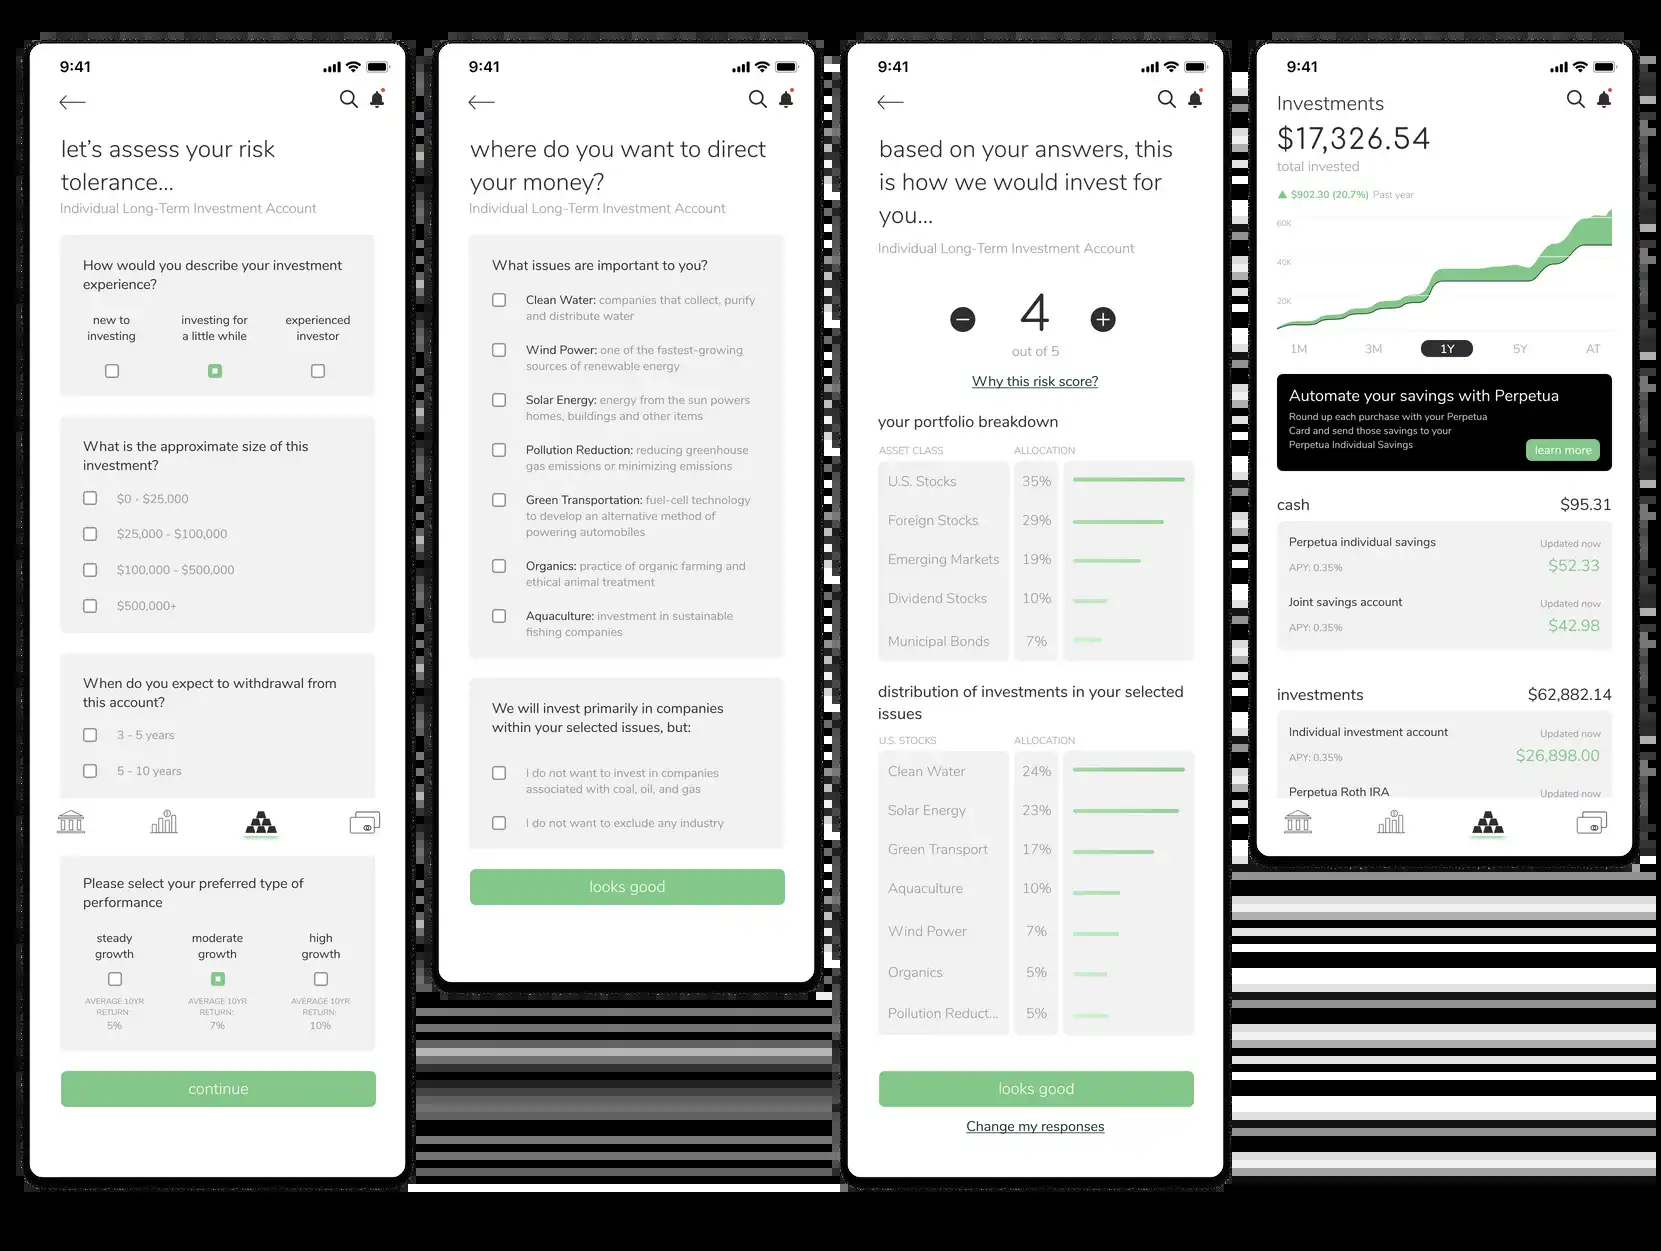 9:41
let's assess your risk
tolerance...
Individual Long-Term Investment Account
How would you describe your investment
experience?
new to
investing
investing for
a little while
experienced
investor
What is the approximate size of this
investment?
$0 - $25,000
$25,000 - $100,000
$100,000 - $500,000
$500,000+
When do you expect to withdrawal from
this account?
3 - 5 years
5 - 10 years
Please select your preferred type of
performance
steady
growth
moderate
growth
high
growth
AVERAGE 10YR
RETURN:
5%
AVERAGE 10YR
RETURN:
7%
AVERAGE 10YR
RETURN:
10%
continue
9:41
where do you want to direct
your money?
Individual Long-Term Investment Account
What issues are important to you?
Clean Water: companies that collect, purify
and distribute water
Wind Power: one of the fastest-growing
sources of renewable energy
Solar Energy: energy from the sun powers
homes, buildings and other items
Pollution Reduction: reducing greenhouse
gas emissions or minimizing emissions
Green Transportation: fuel-cell technology
to develop an alternative method of
powering automobiles
Organics: practice of organic farming and
ethical animal treatment
Aquaculture: investment in sustainable
fishing companies
We will invest primarily in companies
within your selected issues, but:
I do not want to invest in companies
associated with coal, oil, and gas
I do not want to exclude any industry
looks good
9:41
based on your answers, this
is how we would invest for
you...
Individual Long-Term Investment Account
4
out of 5
Why this risk score?
your portfolio breakdown
ASSET CLASS ALLOCATION
U.S. Stocks 35%
Foreign Stocks 29%
Emerging Markets 19%
Dividend Stocks 10%
Municipal Bonds 7%
distribution of investments in your selected
issues
U.S. STOCKS ALLOCATION
Clean Water 24%
Solar Energy 23%
Green Transport 17%
Aquaculture 10%
Wind Power 7%
Organics 5%
Pollution Reduct... 5%
looks good
Change my responses
9:41
Investments
$17,326.54
total invested
$902.30 (20.7%) Past year
60K
40K
20K
1M 3M 1Y 5Y AT
Automate your savings with Perpetua
Round up each purchase with your Perpetua
Card and send those savings to your
Perpetua Individual Savings
learn more
cash $95.31
Perpetua individual savings Updated now
APY: 0.35% $52.33
Joint savings account Updated now
APY: 0.35% $42.98
investments $62,882.14
Individual investment account Updated now
APY: 0.35% $26,898.00
Perpetua Roth IRA Updated now